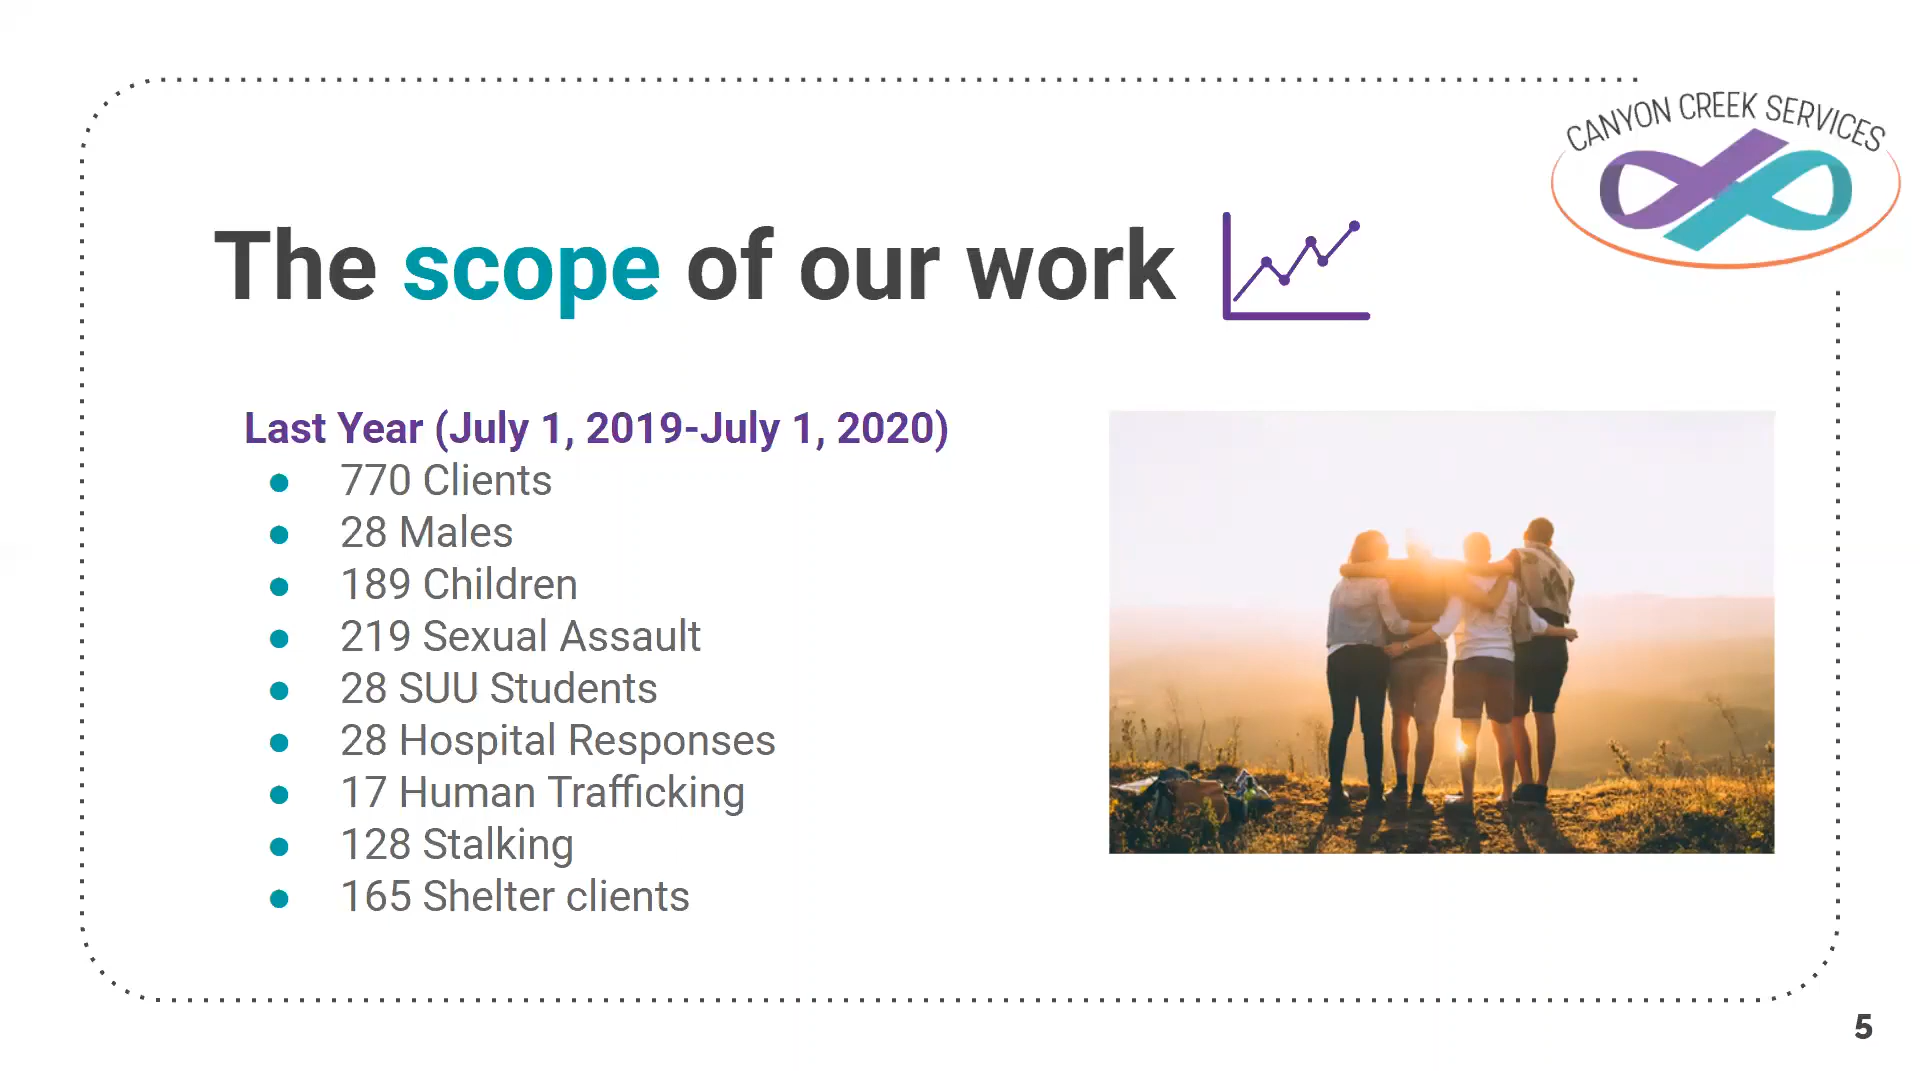 CANYON CREEK SERVICES
The scope of our work
Last Year (July 1, 2019-July 1, 2020)
● 770 Clients
● 28 Males
● 189 Children
● 219 Sexual Assault
● 28 SUU Students
● 28 Hospital Responses
● 17 Human Trafficking
● 128 Stalking
● 165 Shelter clients
5